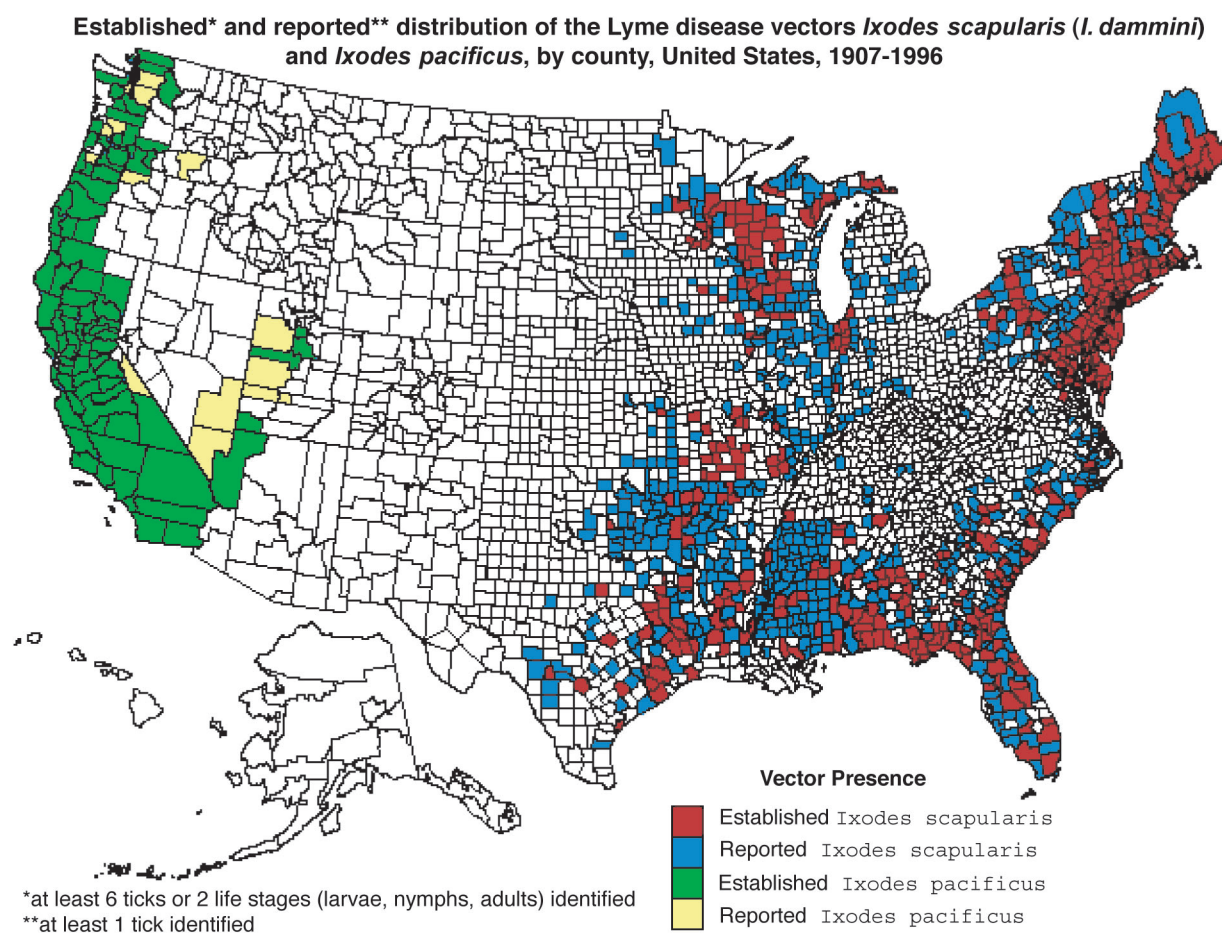 Established* and reported** distribution of the Lyme disease vectors Ixodes scapularis (I. dammini)
and Ixodes pacificus, by county, United States, 1907-1996
Vector Presence
Established Ixodes scapularis
Reported Ixodes scapularis
Established Ixodes pacificus
Reported Ixodes pacificus
*at least 6 ticks or 2 life stages (larvae, nymphs, adults) identified
**at least 1 tick identified